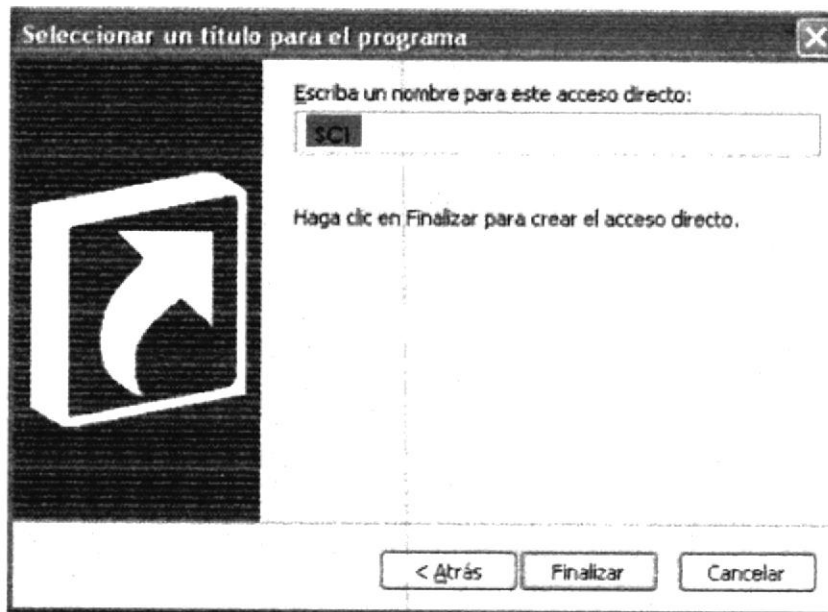 Seleccionar un título para el programa
Escriba un nombre para este acceso directo:
SCI
Haga clic en Finalizar para crear el acceso directo.
< Atrás
Finalizar
Cancelar